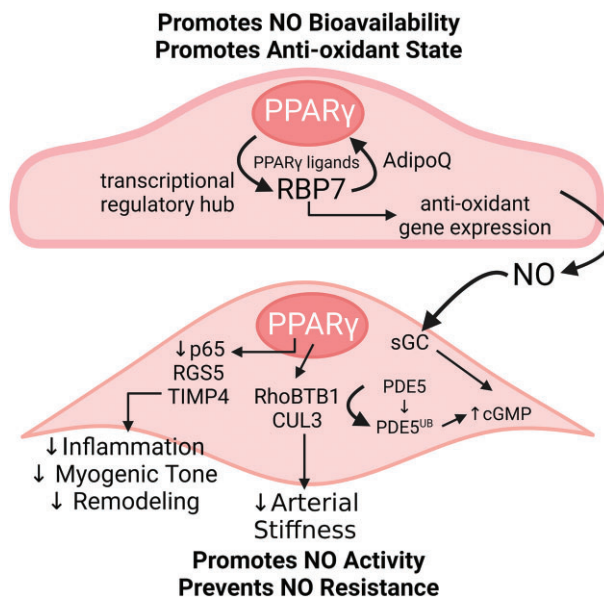 Promotes NO Bioavailability
Promotes Anti-oxidant State
PPARγ
PPARγ ligands
AdipoQ
RBP7
transcriptional
regulatory hub
anti-oxidant
gene expression
NO
PPARγ
sGC
↓p65
RGS5
TIMP4
RhoBTB1
CUL3
PDE5
↓
PDE5UB
↑cGMP
↓Inflammation
↓ Myogenic Tone
↓ Remodeling
↓Arterial
Stiffness
Promotes NO Activity
Prevents NO Resistance